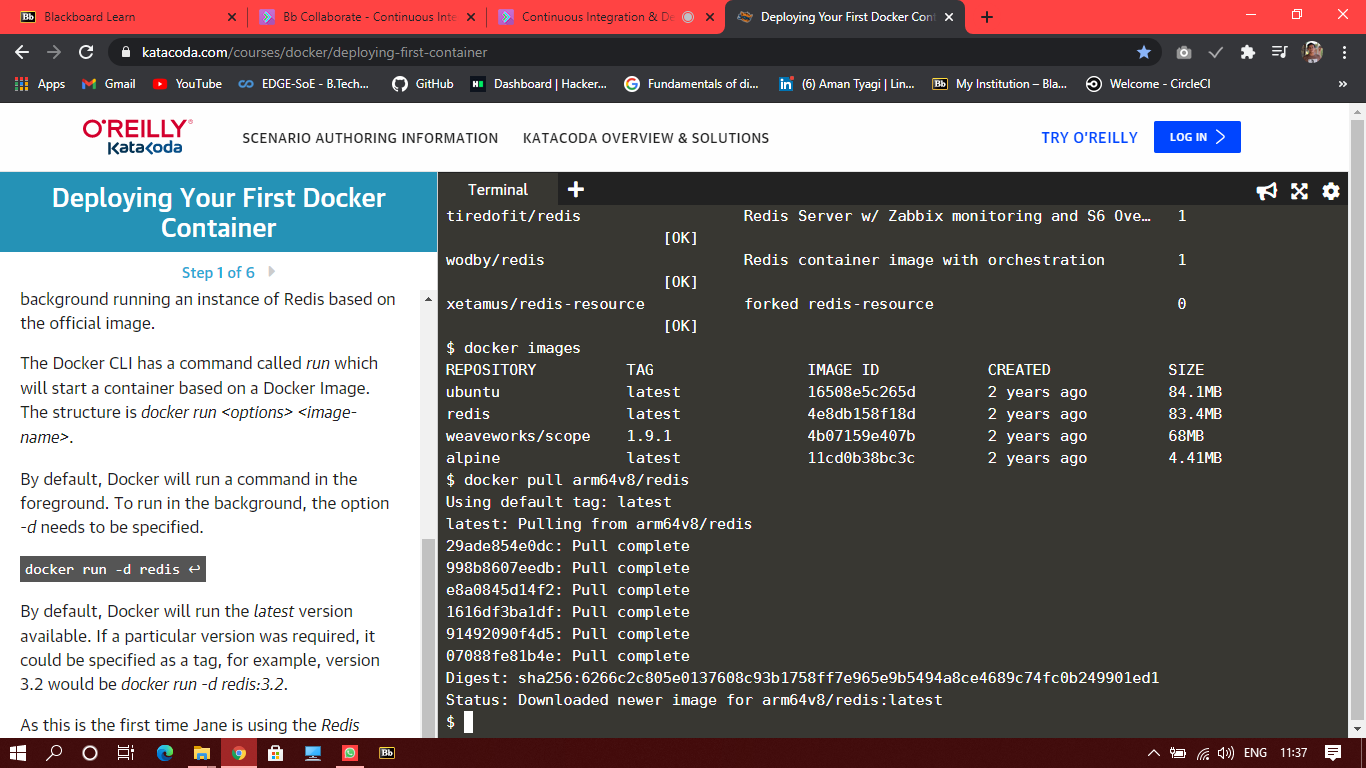 Blackboard Learn
Bb Collaborate - Continuous Inte
Continuous Integration & De
Deploying Your First Docker Cont
katacoda.com/courses/docker/deploying-first-container
Apps
Gmail
YouTube
EDGE-SoE - B.Tech...
GitHub
Dashboard | Hacker...
Fundamentals of di...
(6) Aman Tyagi | Lin...
My Institution – Bla...
Welcome - CircleCI
»
O'REILLY
KataKoda
SCENARIO AUTHORING INFORMATION
KATACODA OVERVIEW & SOLUTIONS
TRY O'REILLY
LOG IN
Deploying Your First Docker
Container
Step 1 of 6
background running an instance of Redis based on
the official image.
The Docker CLI has a command called run which
will start a container based on a Docker Image.
The structure is docker run <options> <image-
name>.
By default, Docker will run a command in the
foreground. To run in the background, the option
-d needs to be specified.
docker run -d redis ↩
By default, Docker will run the latest version
available. If a particular version was required, it
could be specified as a tag, for example, version
3.2 would be docker run -d redis:3.2.
As this is the first time Jane is using the Redis
Terminal
tiredofit/redis Redis Server w/ Zabbix monitoring and S6 Ove… 1
[OK]
wodby/redis Redis container image with orchestration 1
[OK]
xetamus/redis-resource forked redis-resource 0
[OK]
$ docker images
REPOSITORY TAG IMAGE ID CREATED SIZE
ubuntu latest 16508e5c265d 2 years ago 84.1MB
redis latest 4e8db158f18d 2 years ago 83.4MB
weaveworks/scope 1.9.1 4b07159e407b 2 years ago 68MB
alpine latest 11cd0b38bc3c 2 years ago 4.41MB
$ docker pull arm64v8/redis
Using default tag: latest
latest: Pulling from arm64v8/redis
29ade854e0dc: Pull complete
998b8607eedb: Pull complete
e8a0845d14f2: Pull complete
1616df3ba1df: Pull complete
91492090f4d5: Pull complete
07088fe81b4e: Pull complete
Digest: sha256:6266c2c805e0137608c93b1758ff7e965e9b5494a8ce4689c74fc0b249901ed1
Status: Downloaded newer image for arm64v8/redis:latest
$
Bb
ENG
11:37